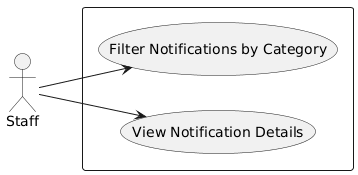 Filter Notifications by Category
Staff
View Notification Details